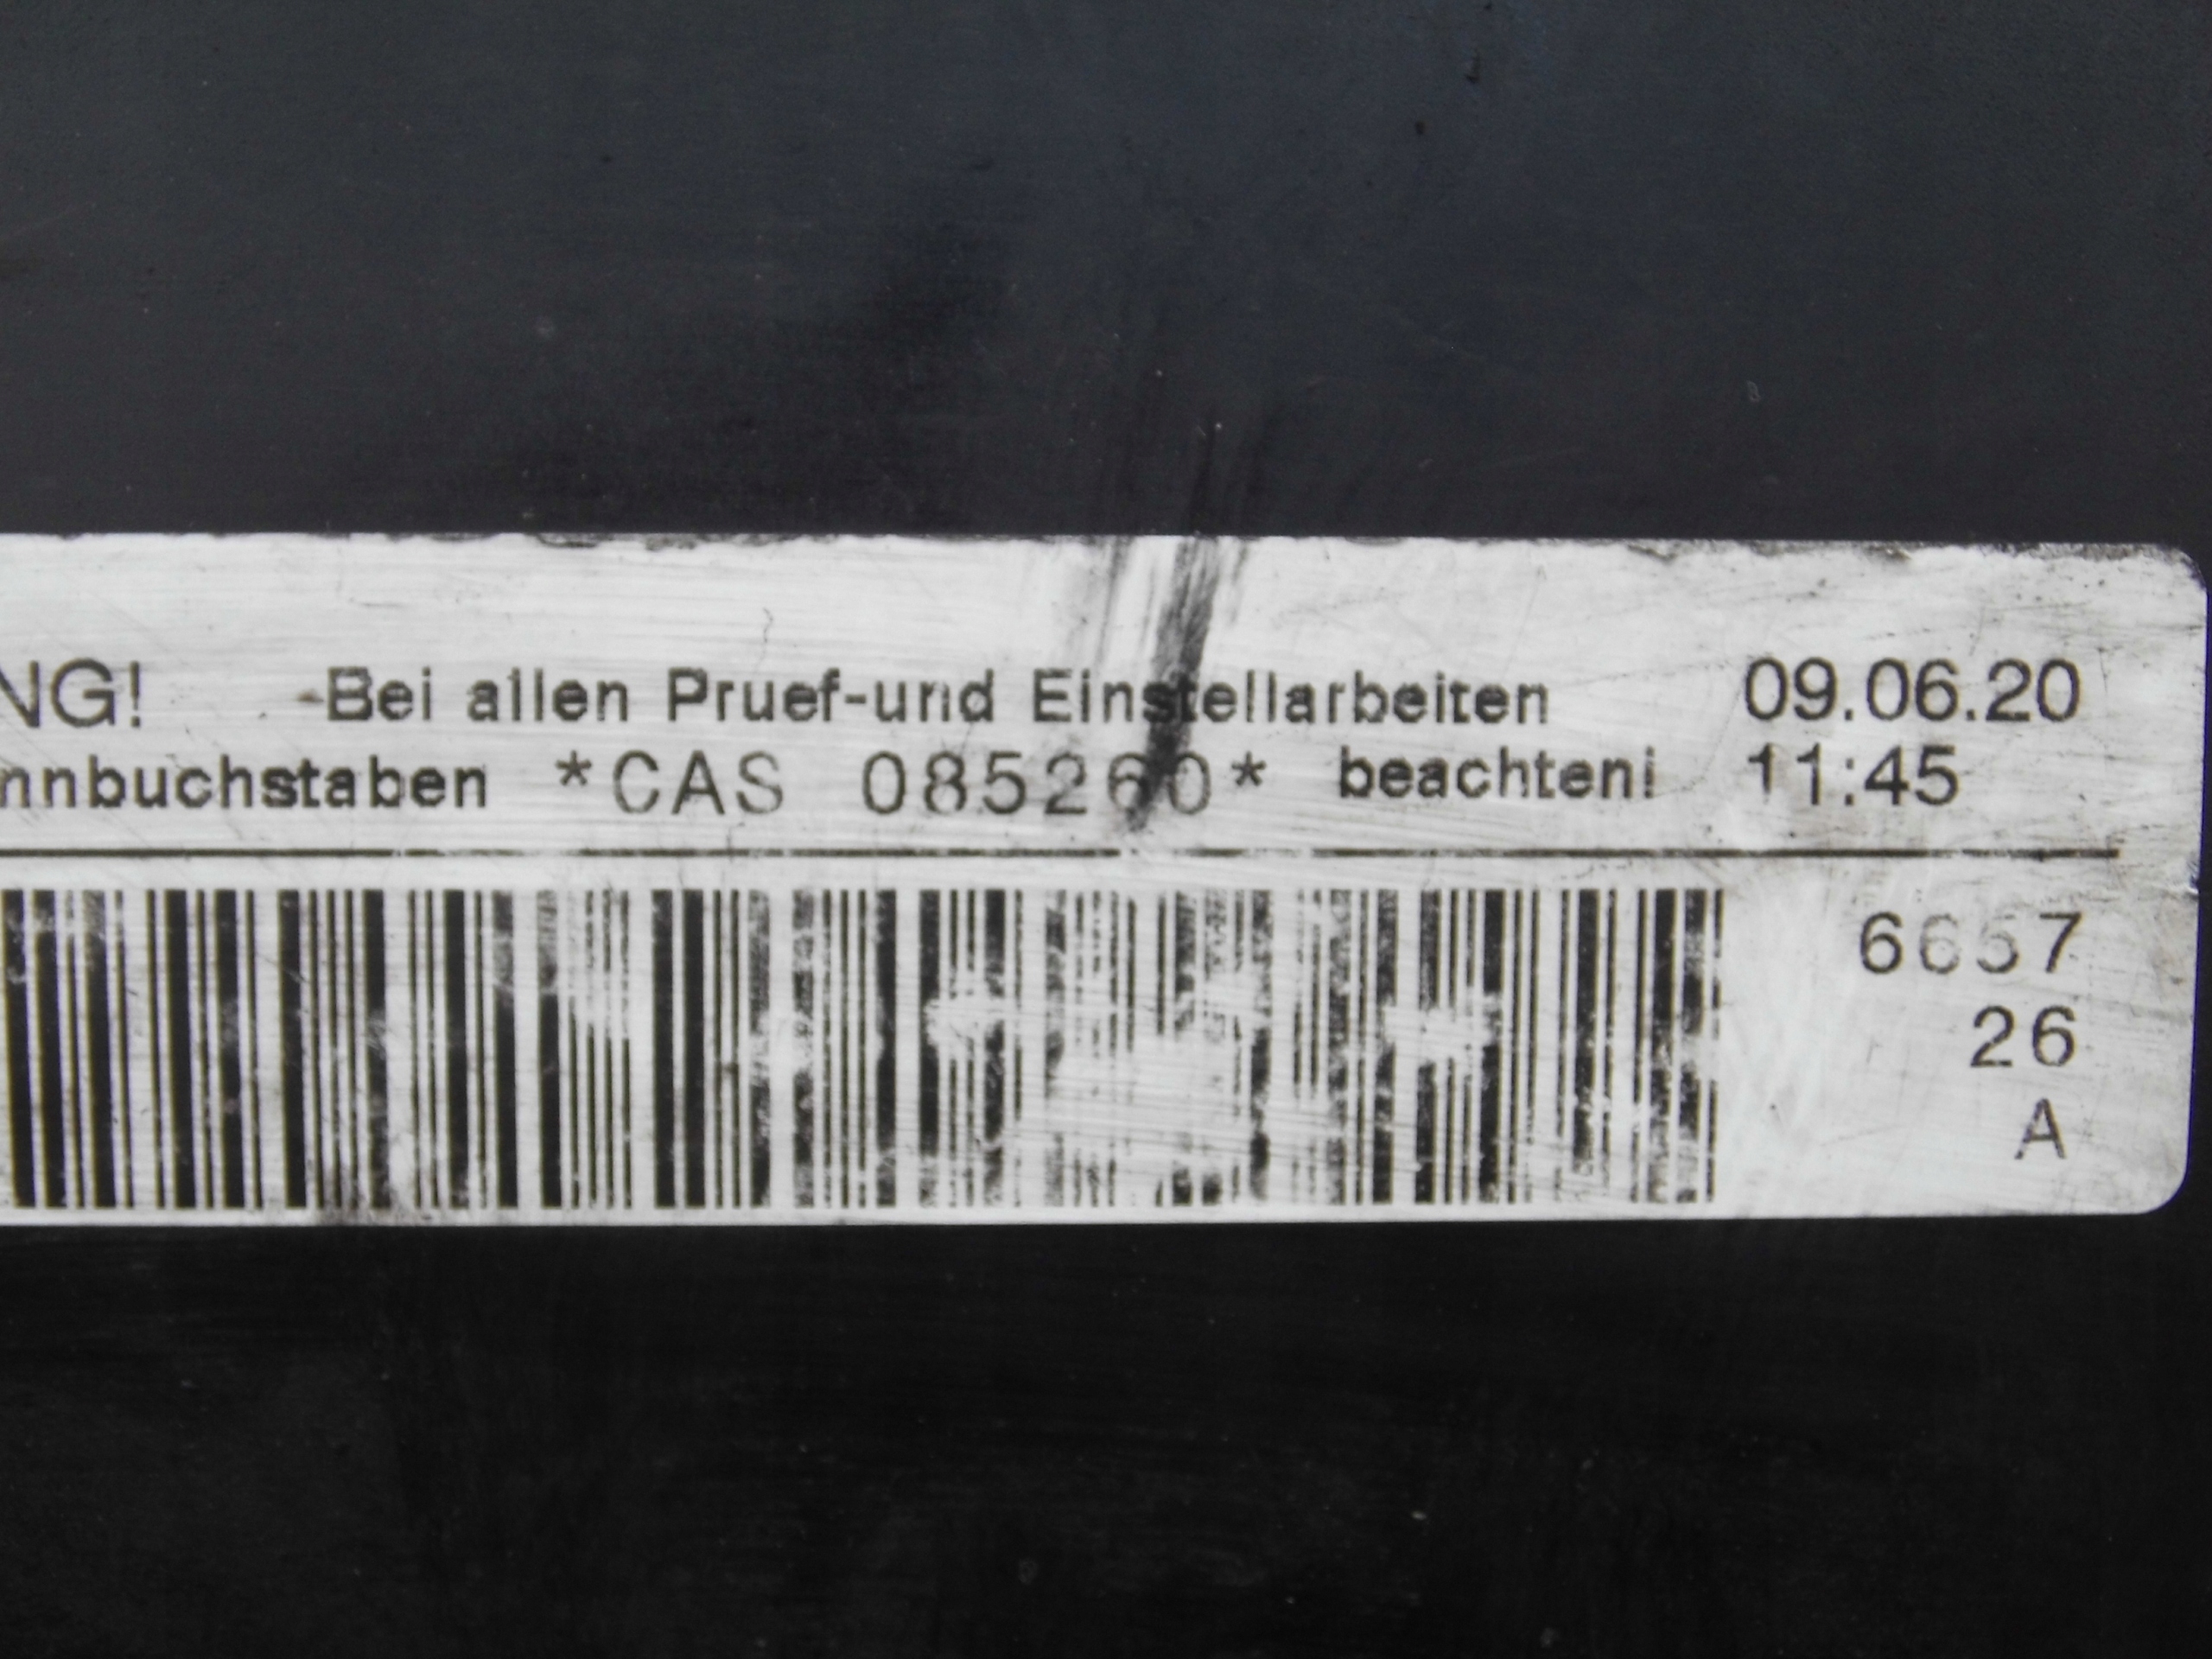 NG! -Bei allen Pruef-und Einstellarbeiten 09.06.20
nnbuchstaben *CAS 085260* beachten! 11:45
6657
26
A